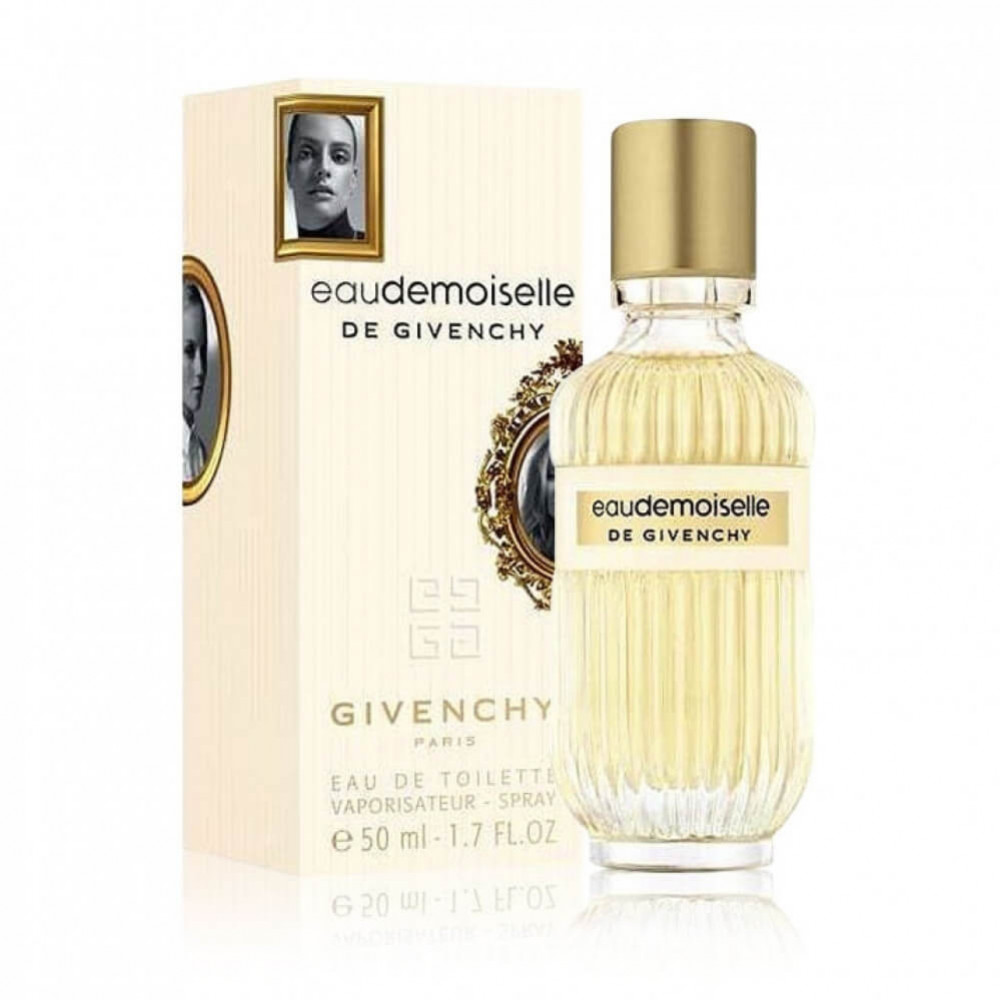 eaudemoiselle
DE GIVENCHY
GIVENCHY
PARIS
EAU DE TOILETTE
VAPORISATEUR - SPRAY
e 50 ml - 1.7 FL.OZ
eaudemoiselle
DE GIVENCHY